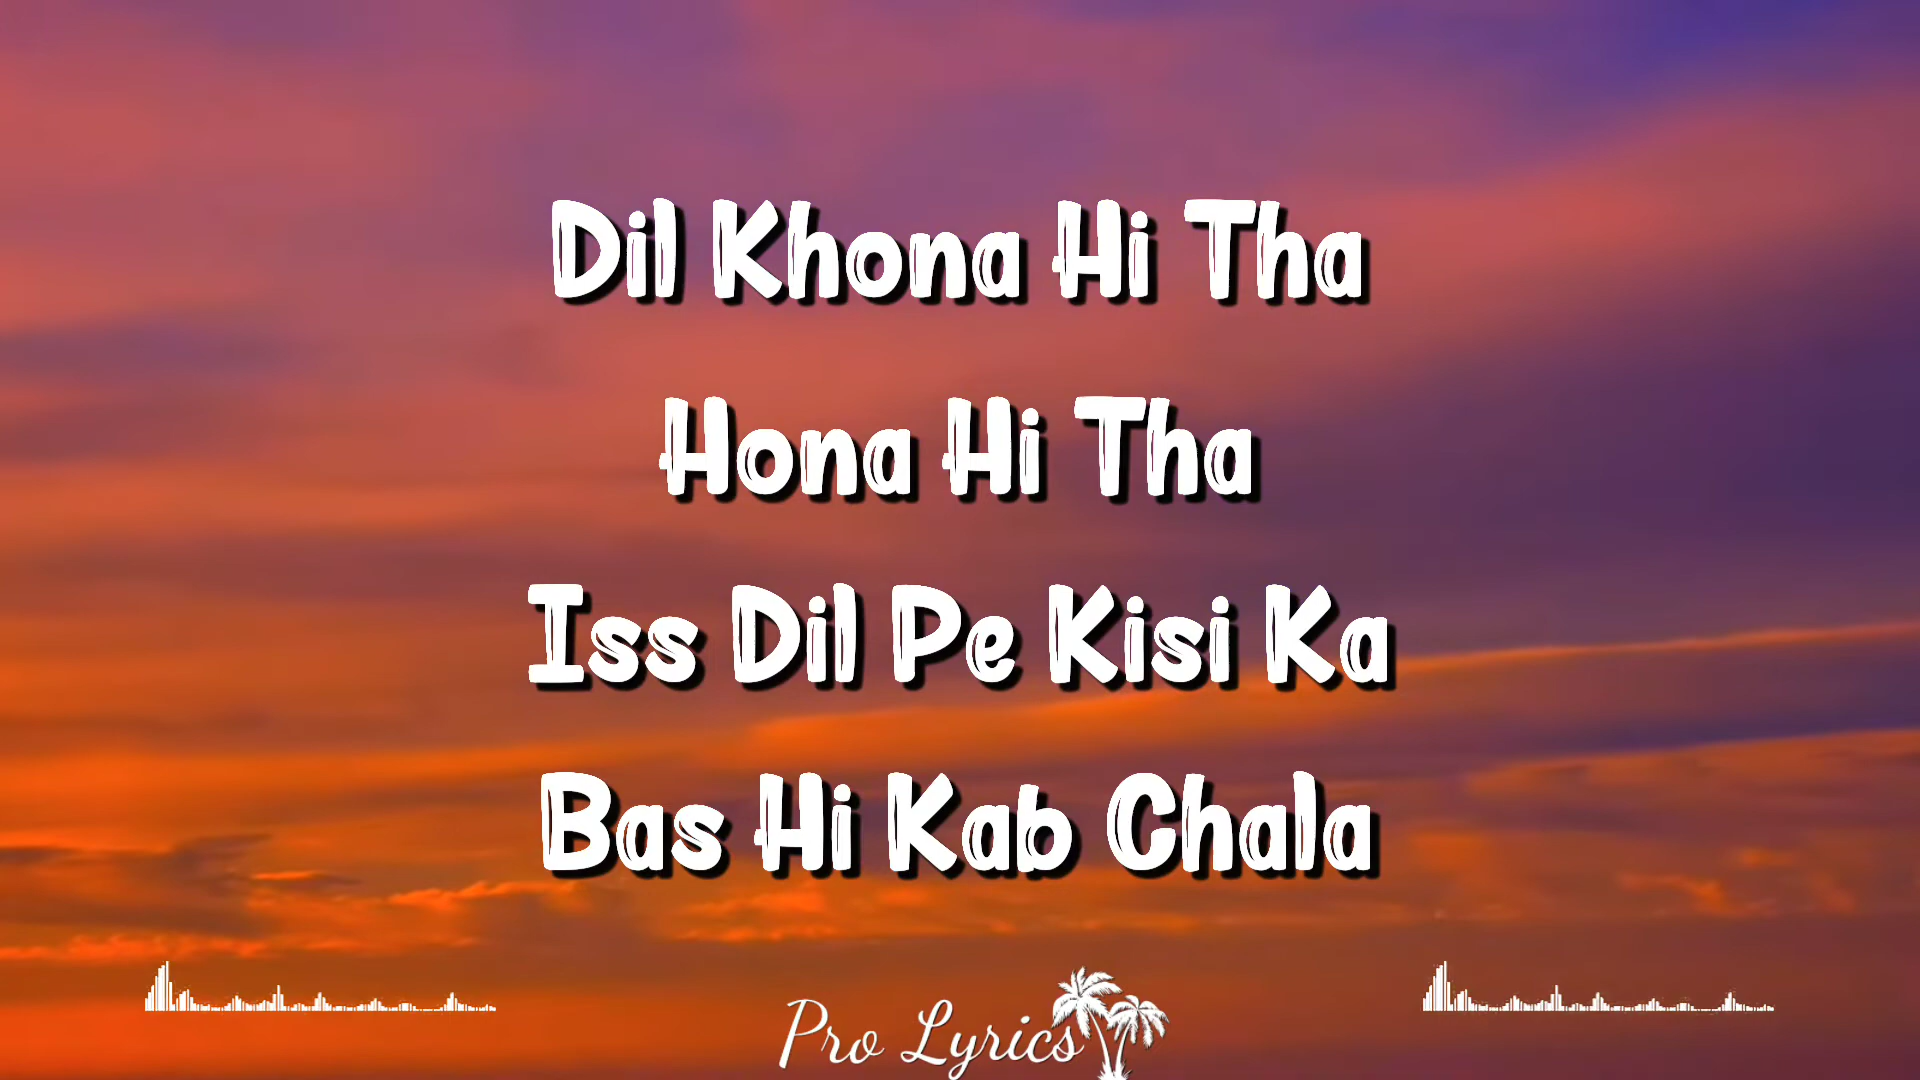 Dil Khona Hi Tha
Hona Hi Tha
Iss Dil Pe Kisi Ka
Bas Hi Kab Chala
Pro Lyrics